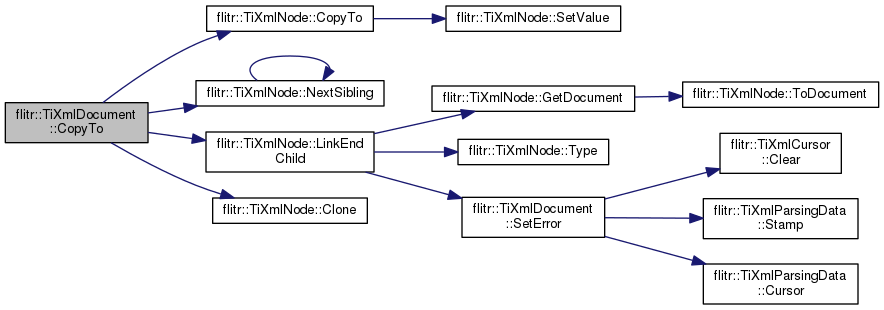 flitr::TiXmlDocument
::CopyTo
flitr::TiXmlNode::CopyTo
flitr::TiXmlNode::SetValue
flitr::TiXmlNode::NextSibling
flitr::TiXmlNode::LinkEnd
Child
flitr::TiXmlNode::Clone
flitr::TiXmlNode::GetDocument
flitr::TiXmlNode::ToDocument
flitr::TiXmlNode::Type
flitr::TiXmlDocument
::SetError
flitr::TiXmlCursor
::Clear
flitr::TiXmlParsingData
::Stamp
flitr::TiXmlParsingData
::Cursor